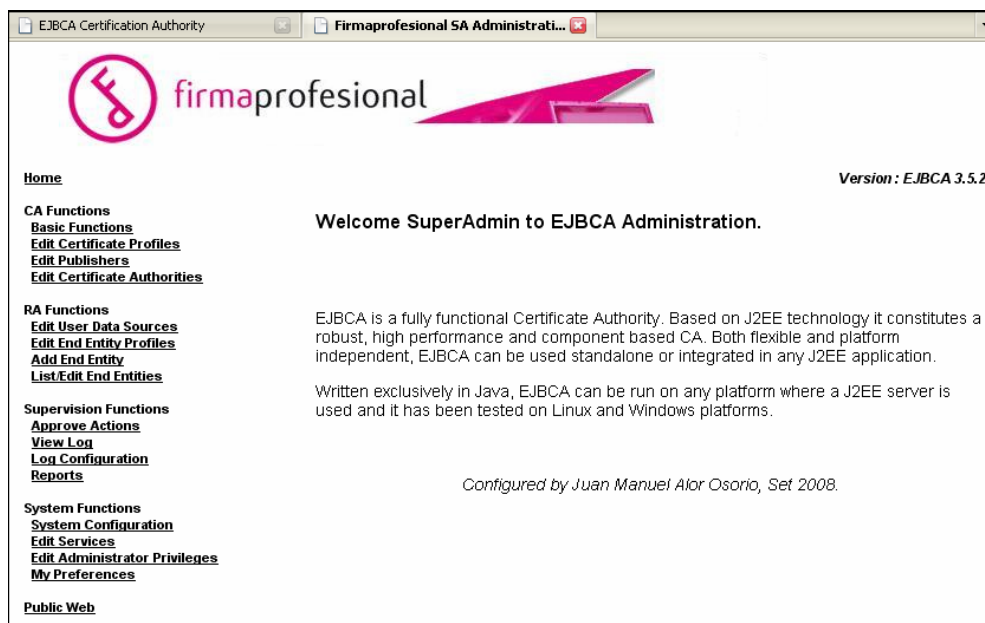 EJBCA Certification Authority
Firmaprofesional SA Administrati...
firmaprofesional
Home
Version : EJBCA 3.5.2
CA Functions
Basic Functions
Edit Certificate Profiles
Edit Publishers
Edit Certificate Authorities
RA Functions
Edit User Data Sources
Edit End Entity Profiles
Add End Entity
List/Edit End Entities
Supervision Functions
Approve Actions
View Log
Log Configuration
Reports
System Functions
System Configuration
Edit Services
Edit Administrator Privileges
My Preferences
Public Web
Welcome SuperAdmin to EJBCA Administration.
EJBCA is a fully functional Certificate Authority. Based on J2EE technology it constitutes a
robust, high performance and component based CA. Both flexible and platform
independent, EJBCA can be used standalone or integrated in any J2EE application.
Written exclusively in Java, EJBCA can be run on any platform where a J2EE server is
used and it has been tested on Linux and Windows platforms.
Configured by Juan Manuel Alor Osorio, Set 2008.